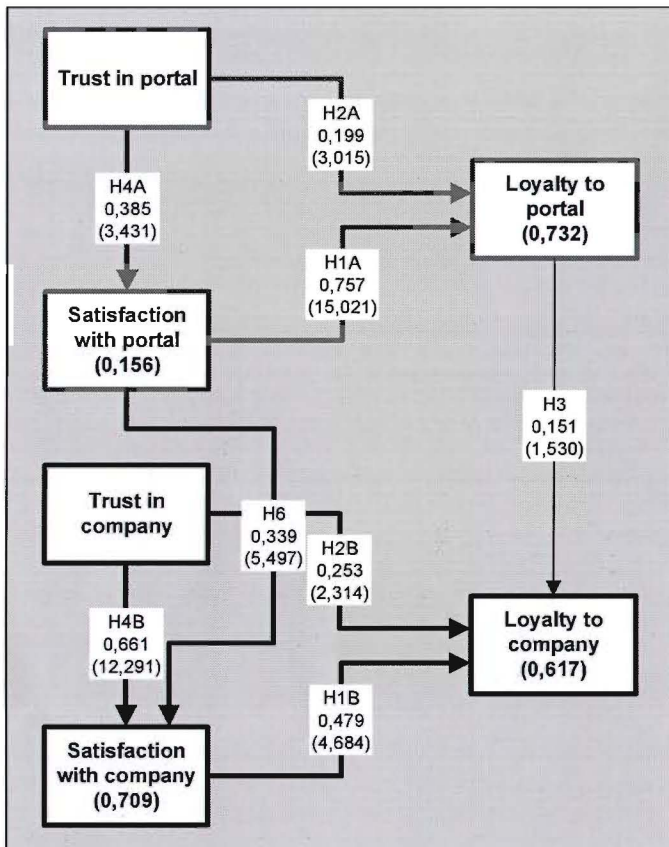 Trust in portal
H2A
0,199
(3,015)
H4A
0,385
(3,431)
Loyalty to
portal
(0,732)
H1A
0,757
(15,021)
Satisfaction
with portal
(0,156)
H3
0,151
(1,530)
Trust in
company
H6
0,339
(5,497)
H2B
0,253
(2,314)
H4B
0,661
(12,291)
Loyalty to
company
(0,617)
H1B
0,479
(4,684)
Satisfaction
with company
(0,709)